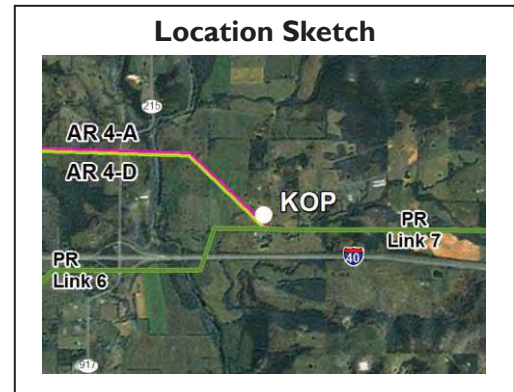 Location Sketch
215
AR 4-A
AR 4-D
KOP
PR
Link 7
40
PR
Link 6
917